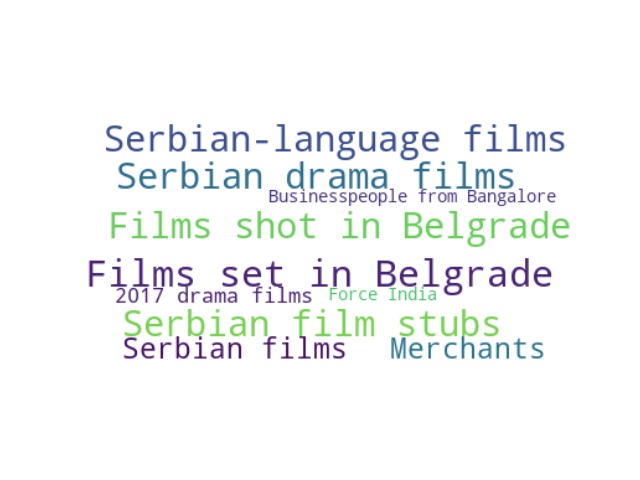 Serbian-language films
Serbian drama films
Businesspeople from Bangalore
Films shot in Belgrade
Films set in Belgrade
2017 drama films
Force India
Serbian film stubs
Serbian films
Merchants